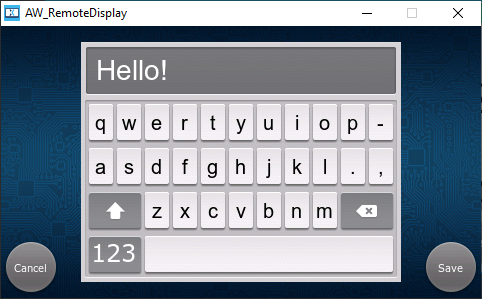 AW_RemoteDisplay
Hello!
q w e r t y u i o p -
a s d f g h j k l . ,
z x c v b n m
123
Cancel
Save